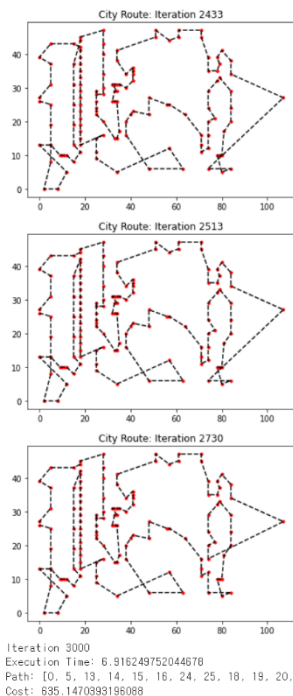 City Route: Iteration 2433
40
30
20
10
0
0 20 40 60 80 100
City Route: Iteration 2513
40
30
20
10
0
0 20 40 60 80 100
City Route: Iteration 2730
40
30
20
10
0
0 20 40 60 80 100
Iteration 3000
Execution Time: 6.916249752044678
Path: [0, 5, 13, 14, 15, 16, 24, 25, 18, 19, 20,
Cost: 635.1470393196088